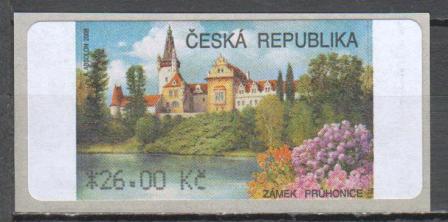 ČESKÁ REPUBLIKA
*26.00 Kč
ZÁMEK PRŮHONICE